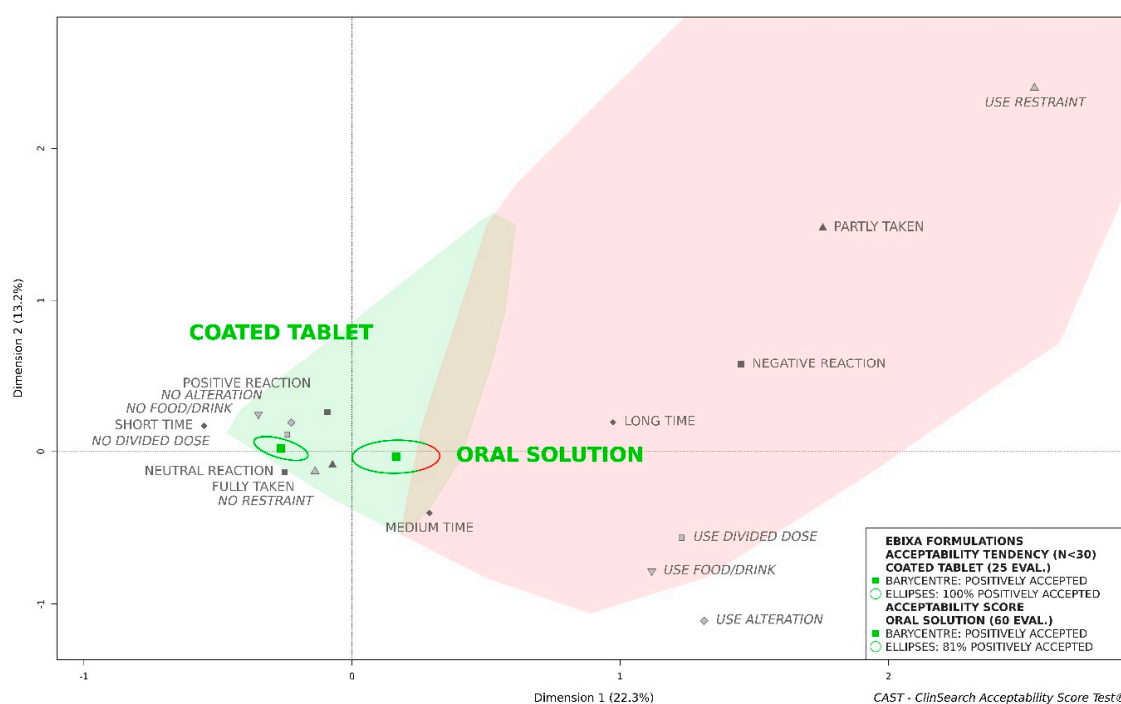 USE RESTRAINT
2
PARTLY TAKEN
1
Dimension 2 (13.2%)
COATED TABLET
NEGATIVE REACTION
POSITIVE REACTION
NO ALTERATION
NO FOOD/DRINK
SHORT TIME
LONG TIME
NO DIVIDED DOSE
0
ORAL SOLUTION
NEUTRAL REACTION
FULLY TAKEN
NO RESTRAINT
MEDIUM TIME
USE DIVIDED DOSE
USE FOOD/DRINK
-1
USE ALTERATION
EBIXA FORMULATIONS
ACCEPTABILITY TENDENCY (N<30)
COATED TABLET (25 EVAL.)
BARYCENTRE: POSITIVELY ACCEPTED
ELLIPSES: 100% POSITIVELY ACCEPTED
ACCEPTABILITY SCORE
ORAL SOLUTION (60 EVAL.)
BARYCENTRE: POSITIVELY ACCEPTED
ELLIPSES: 81% POSITIVELY ACCEPTED
-1 0 1 2
Dimension 1 (22.3%)
CAST - ClinSearch Acceptability Score Test®